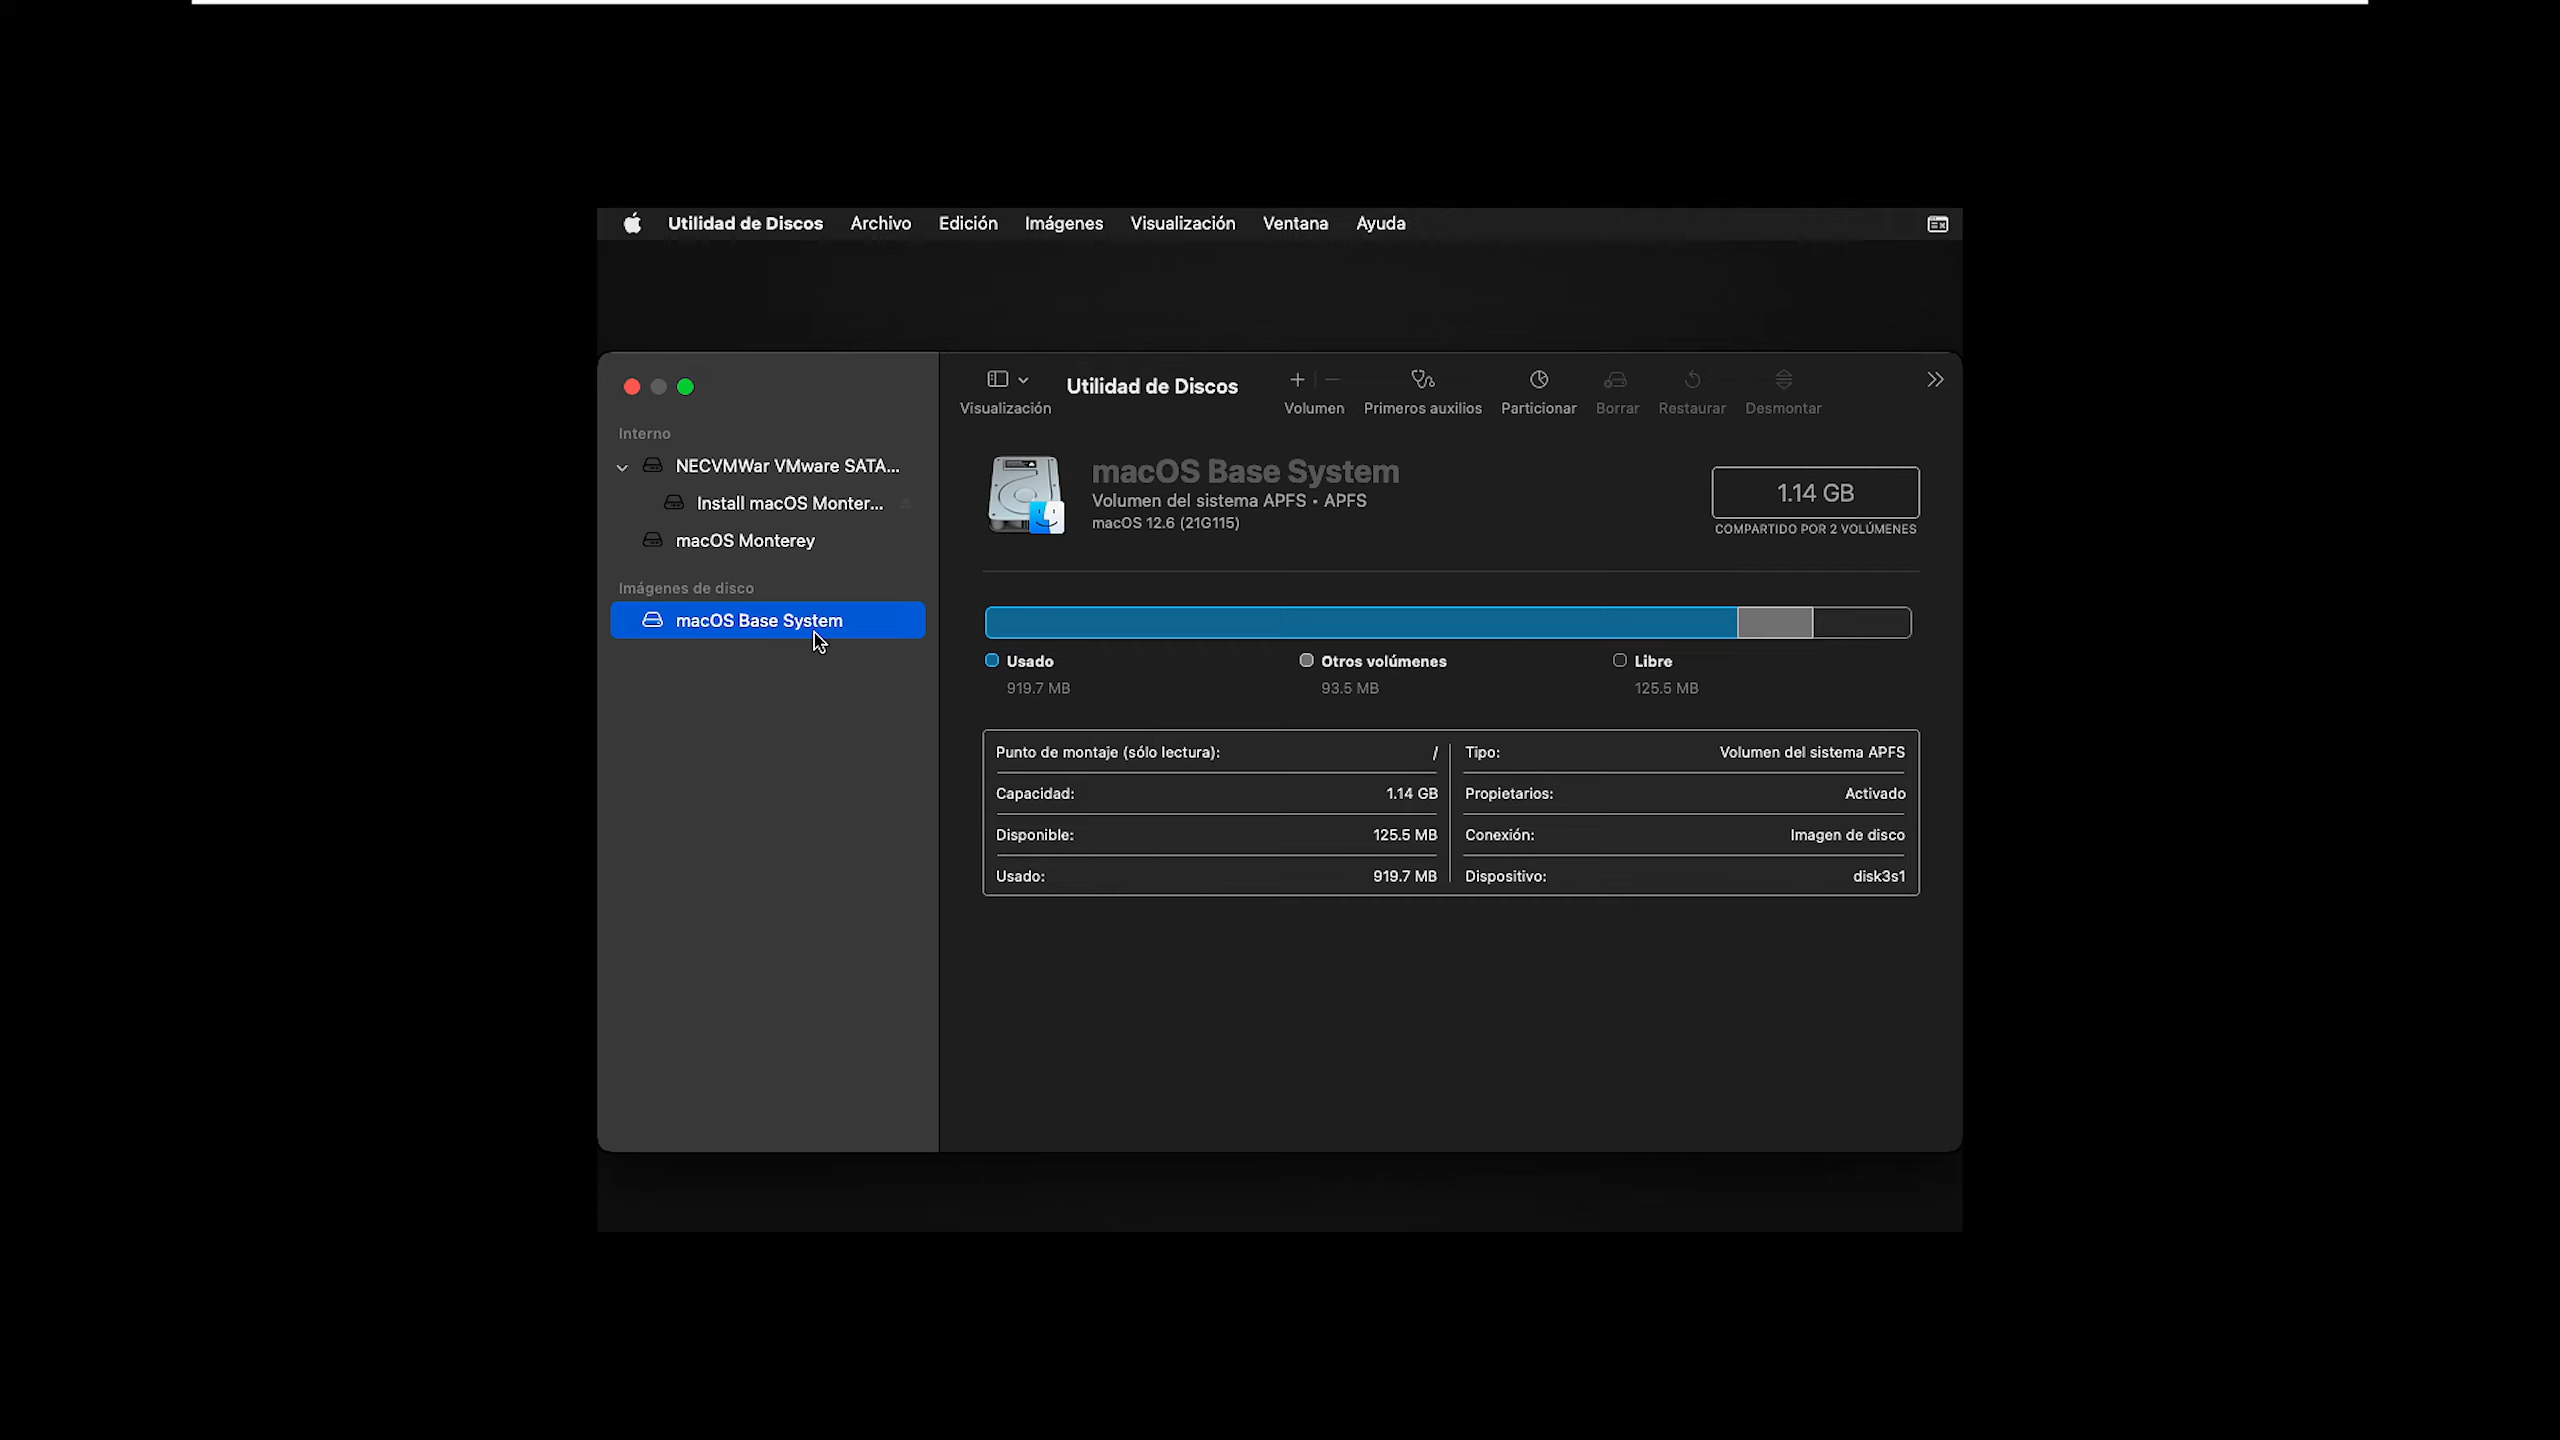 Utilidad de Discos Archivo Edición Imágenes Visualización Ventana Ayuda
Interno
NECVMWar VMware SATA...
Install macOS Monter...
macOS Monterey
Imágenes de disco
macOS Base System
Visualización
Utilidad de Discos
Volumen Primeros auxilios Particionar Borrar Restaurar Desmontar
macOS Base System
Volumen del sistema APFS • APFS
macOS 12.6 (21G115)
1.14 GB
COMPARTIDO POR 2 VOLÚMENES
Usado
919.7 MB
Otros volúmenes
93.5 MB
Libre
125.5 MB
Punto de montaje (sólo lectura): /
Capacidad: 1.14 GB
Disponible: 125.5 MB
Usado: 919.7 MB
Tipo: Volumen del sistema APFS
Propietarios: Activado
Conexión: Imagen de disco
Dispositivo: disk3s1